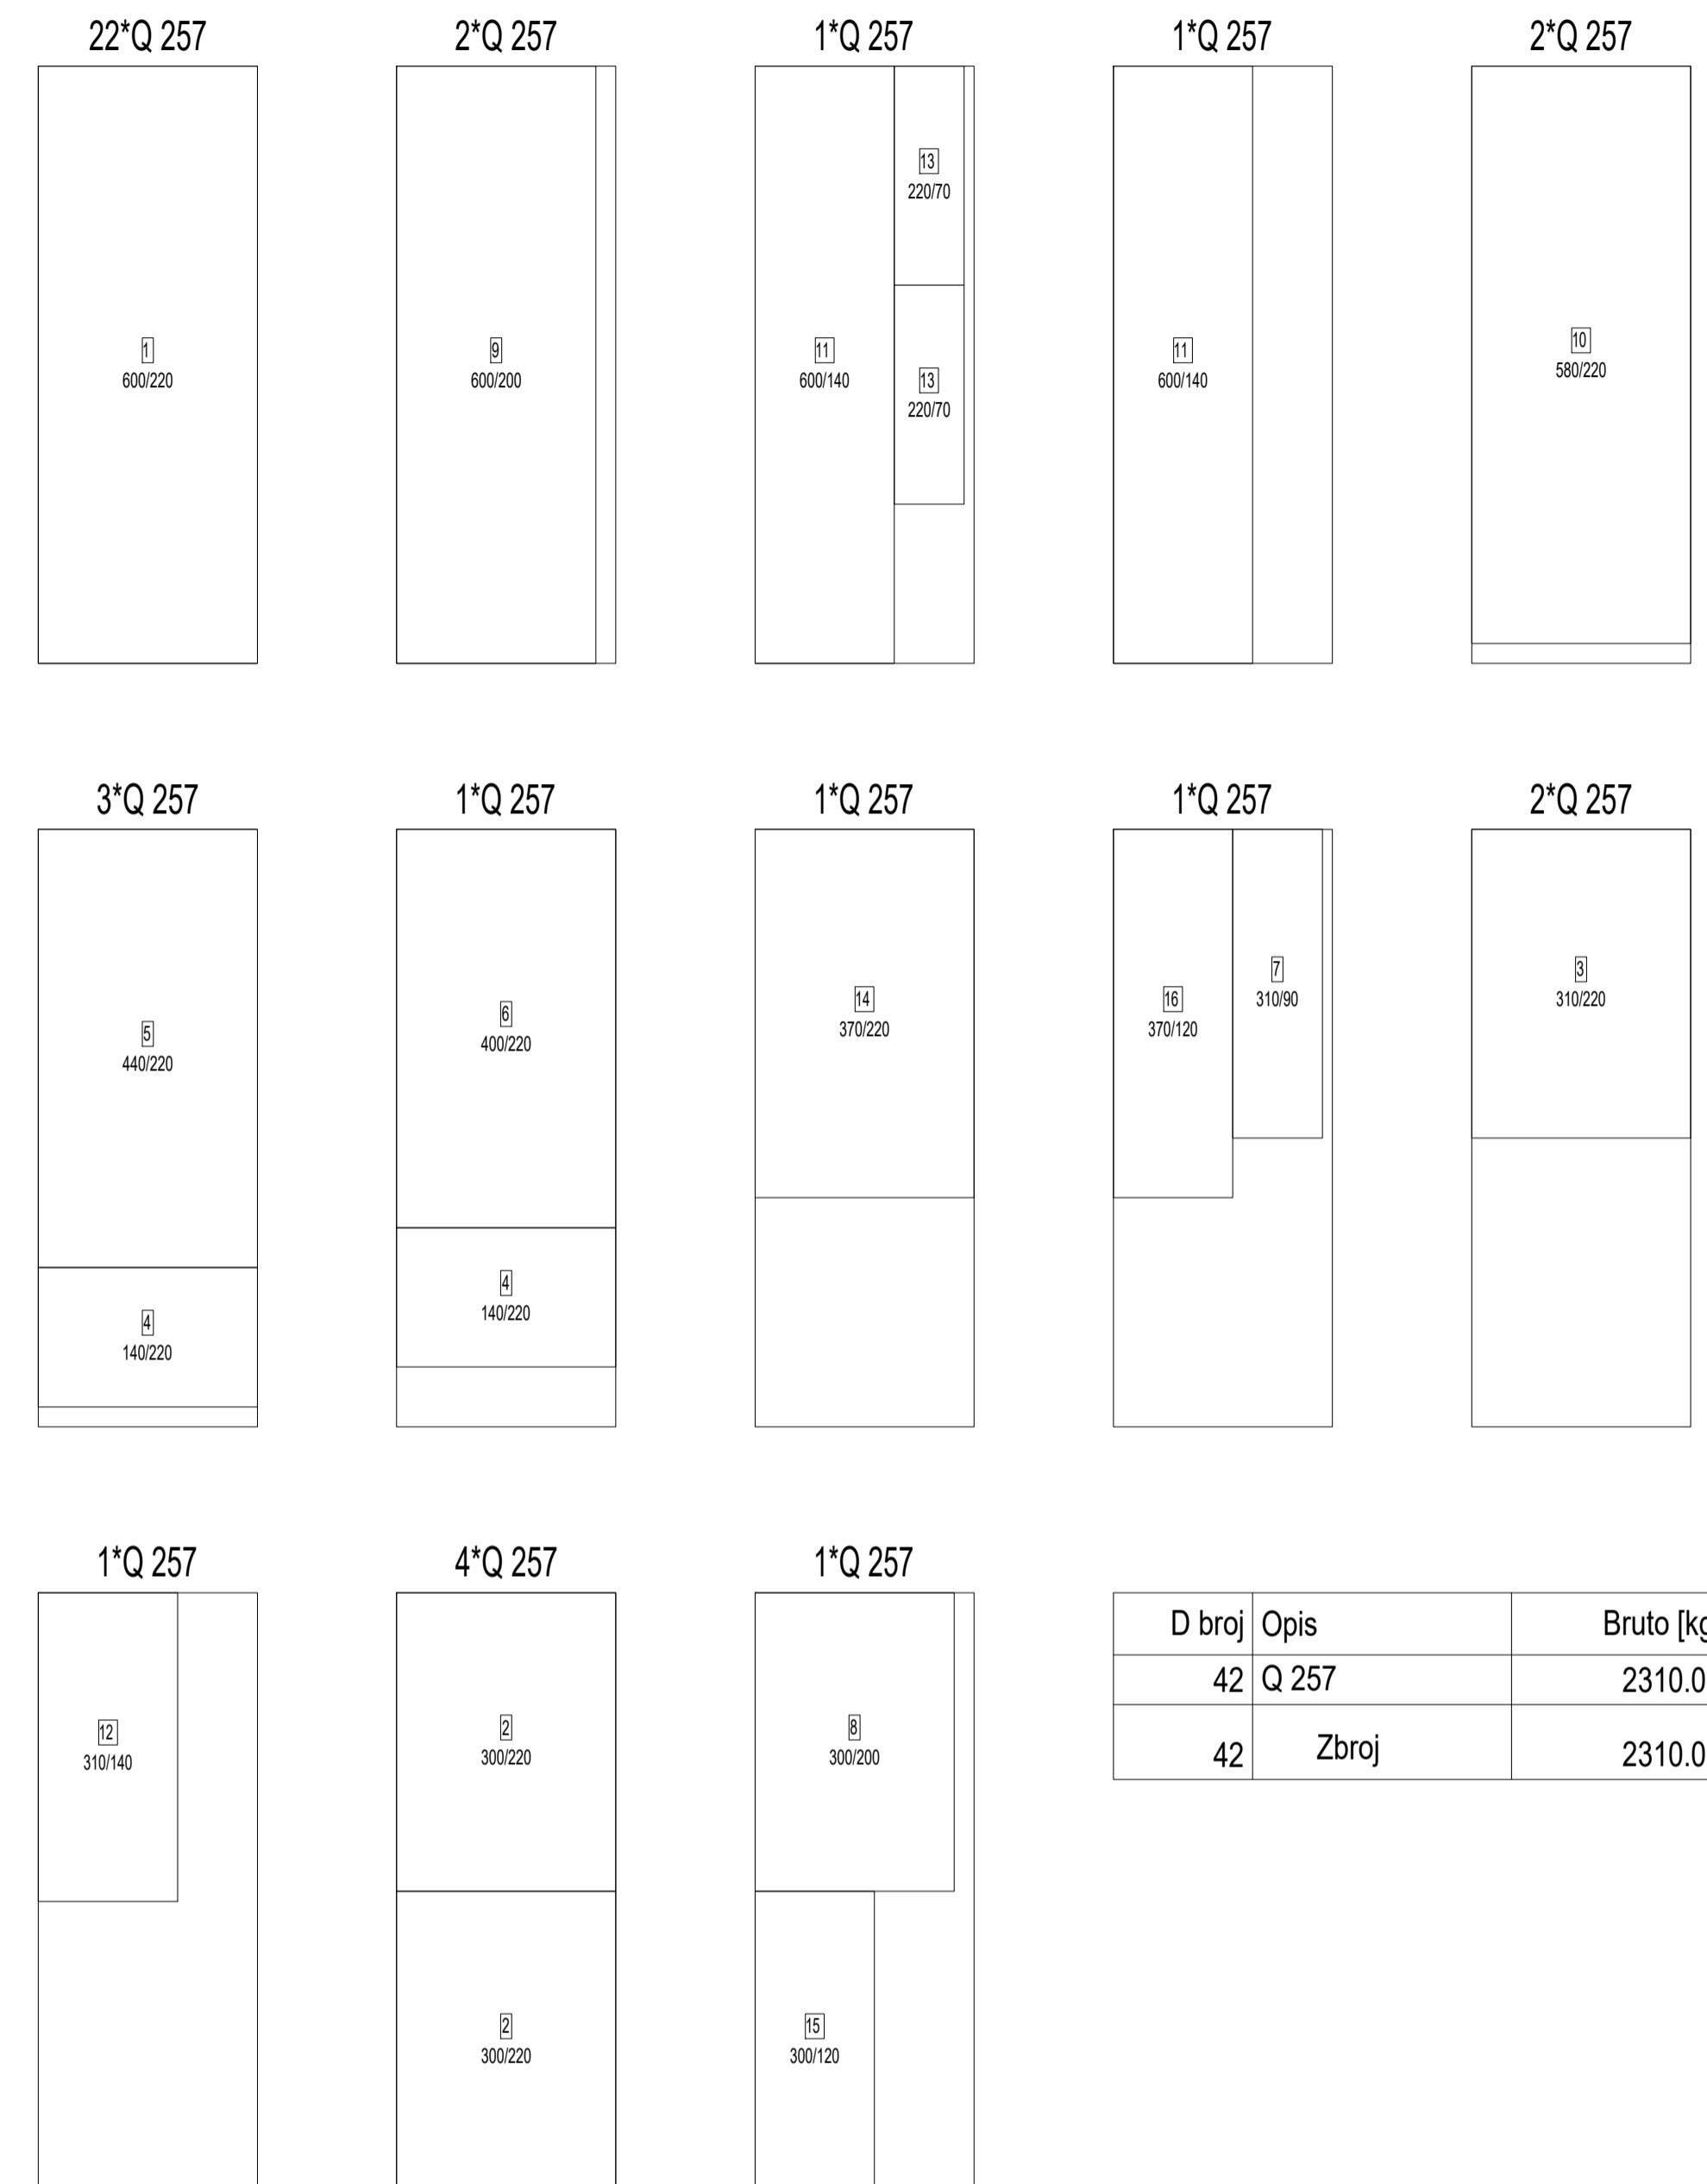 22*Q 257
2*Q 257
1*Q 257
1*Q 257
2*Q 257
1
600/220
9
600/200
11
600/140
13
220/70
13
220/70
11
600/140
10
580/220
3*Q 257
1*Q 257
1*Q 257
1*Q 257
2*Q 257
5
440/220
4
140/220
6
400/220
4
140/220
14
370/220
16
370/120
7
310/90
3
310/220
1*Q 257
4*Q 257
1*Q 257
12
310/140
2
300/220
2
300/220
8
300/200
15
300/120
D broj Opis Bruto [kg
42 Q 257 2310.0
42 Zbroj 2310.0